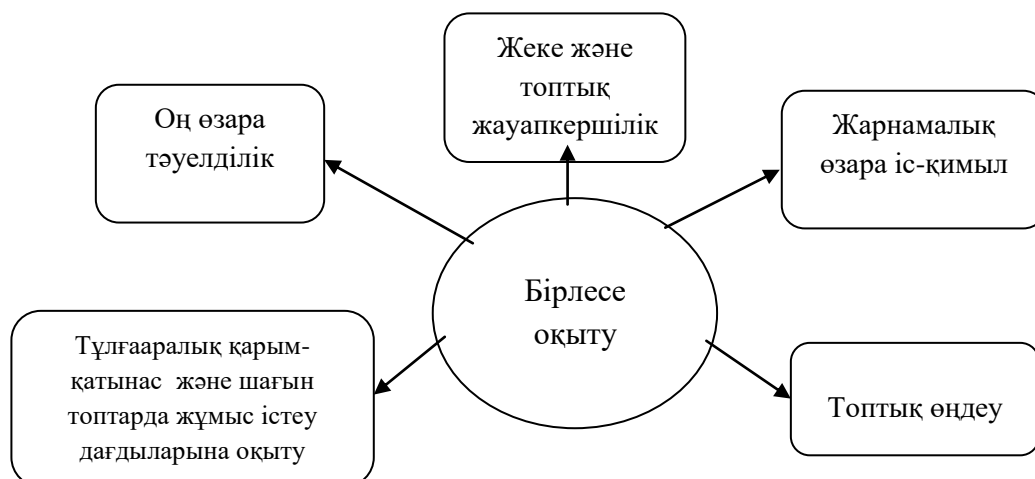 Жеке және
топтық
жауапкершілік
Оң өзара
тәуелділік
Жарнамалық
өзара іс-қимыл
Бірлесе
оқыту
Тұлғааралық қарым-
қатынас және шағын
топтарда жұмыс істеу
дағдыларына оқыту
Топтық өңдеу